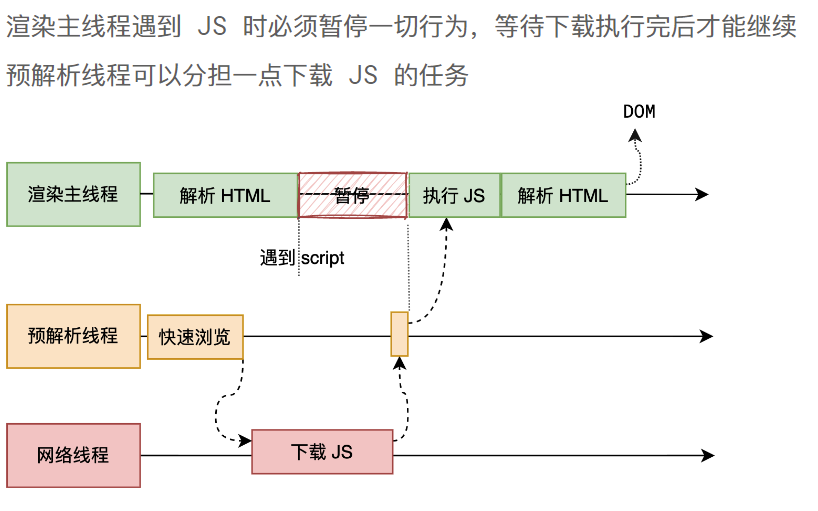 渲染主线程遇到 JS 时必须暂停一切行为，等待下载执行完后才能继续
预解析线程可以分担一点下载 JS 的任务
DOM
渲染主线程
解析 HTML
暂停
执行 JS
解析 HTML
遇到 script
预解析线程
快速浏览
网络线程
下载 JS